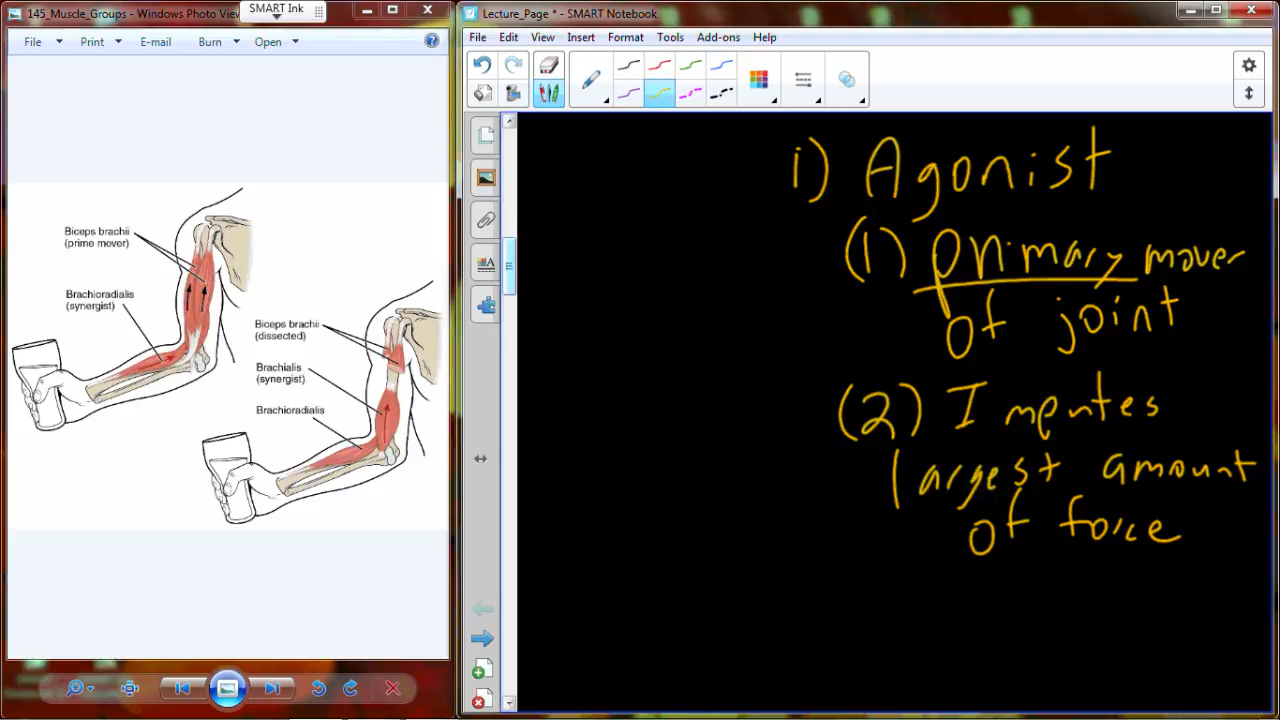 145_Muscle_Groups - Windows Photo View
SMART Ink
File Print E-mail Burn Open
Biceps brachii
(prime mover)
Brachioradialis
(synergist)
Biceps brachii
(dissected)
Brachialis
(synergist)
Brachioradialis
Lecture_Page * - SMART Notebook
File Edit View Insert Format Tools Add-ons Help
i) Agonist
(1) primary mover
of joint
(2)
largest amount
of force